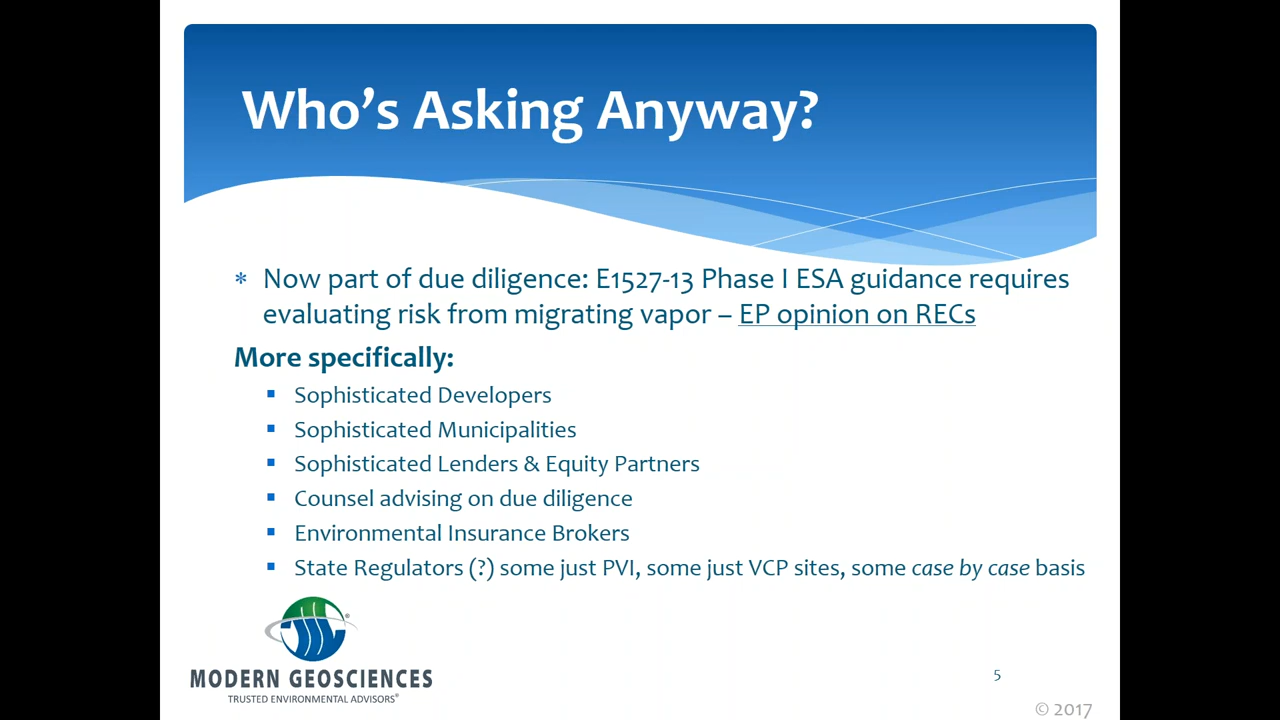 Who's Asking Anyway?
* Now part of due diligence: E1527-13 Phase I ESA guidance requires
evaluating risk from migrating vapor – EP opinion on RECs
More specifically:
▪ Sophisticated Developers
▪ Sophisticated Municipalities
▪ Sophisticated Lenders & Equity Partners
▪ Counsel advising on due diligence
▪ Environmental Insurance Brokers
▪ State Regulators (?) some just PVI, some just VCP sites, some case by case basis
MODERN GEOSCIENCES
TRUSTED ENVIRONMENTAL ADVISORS®
5
© 2017